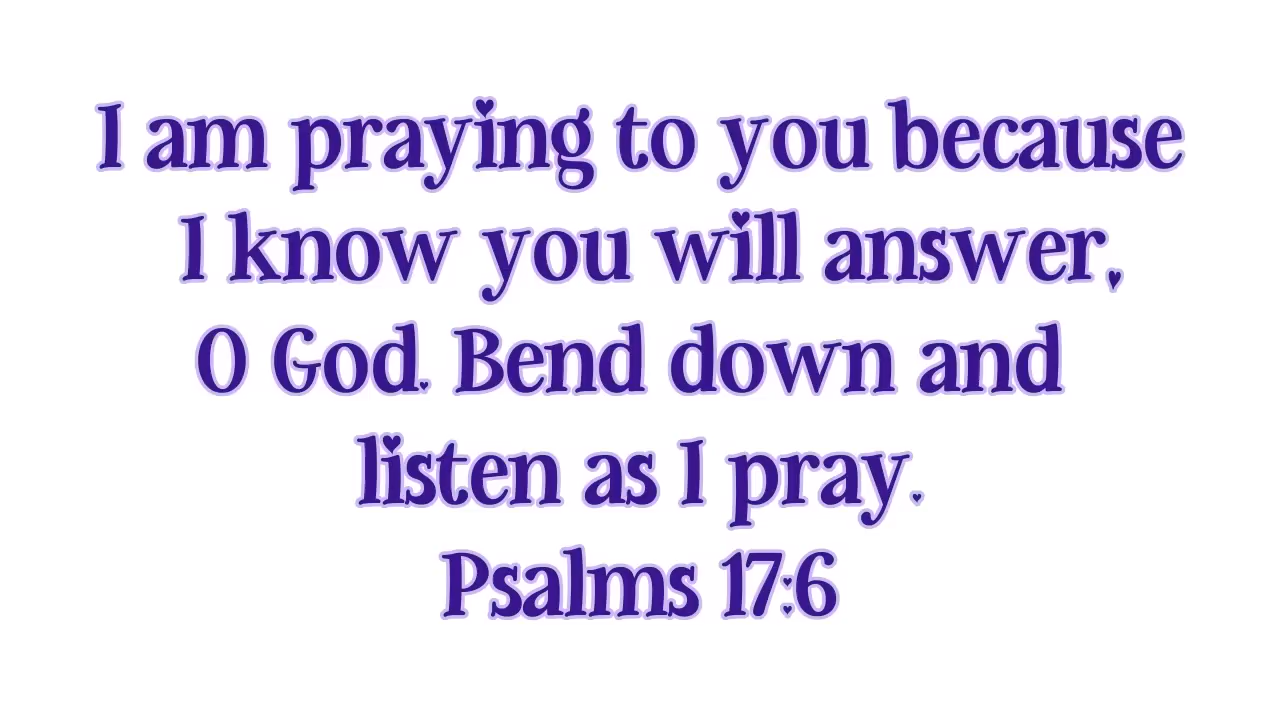 I am praying to you because
I know you will answer,
O God. Bend down and
listen as I pray.
Psalms 17:6